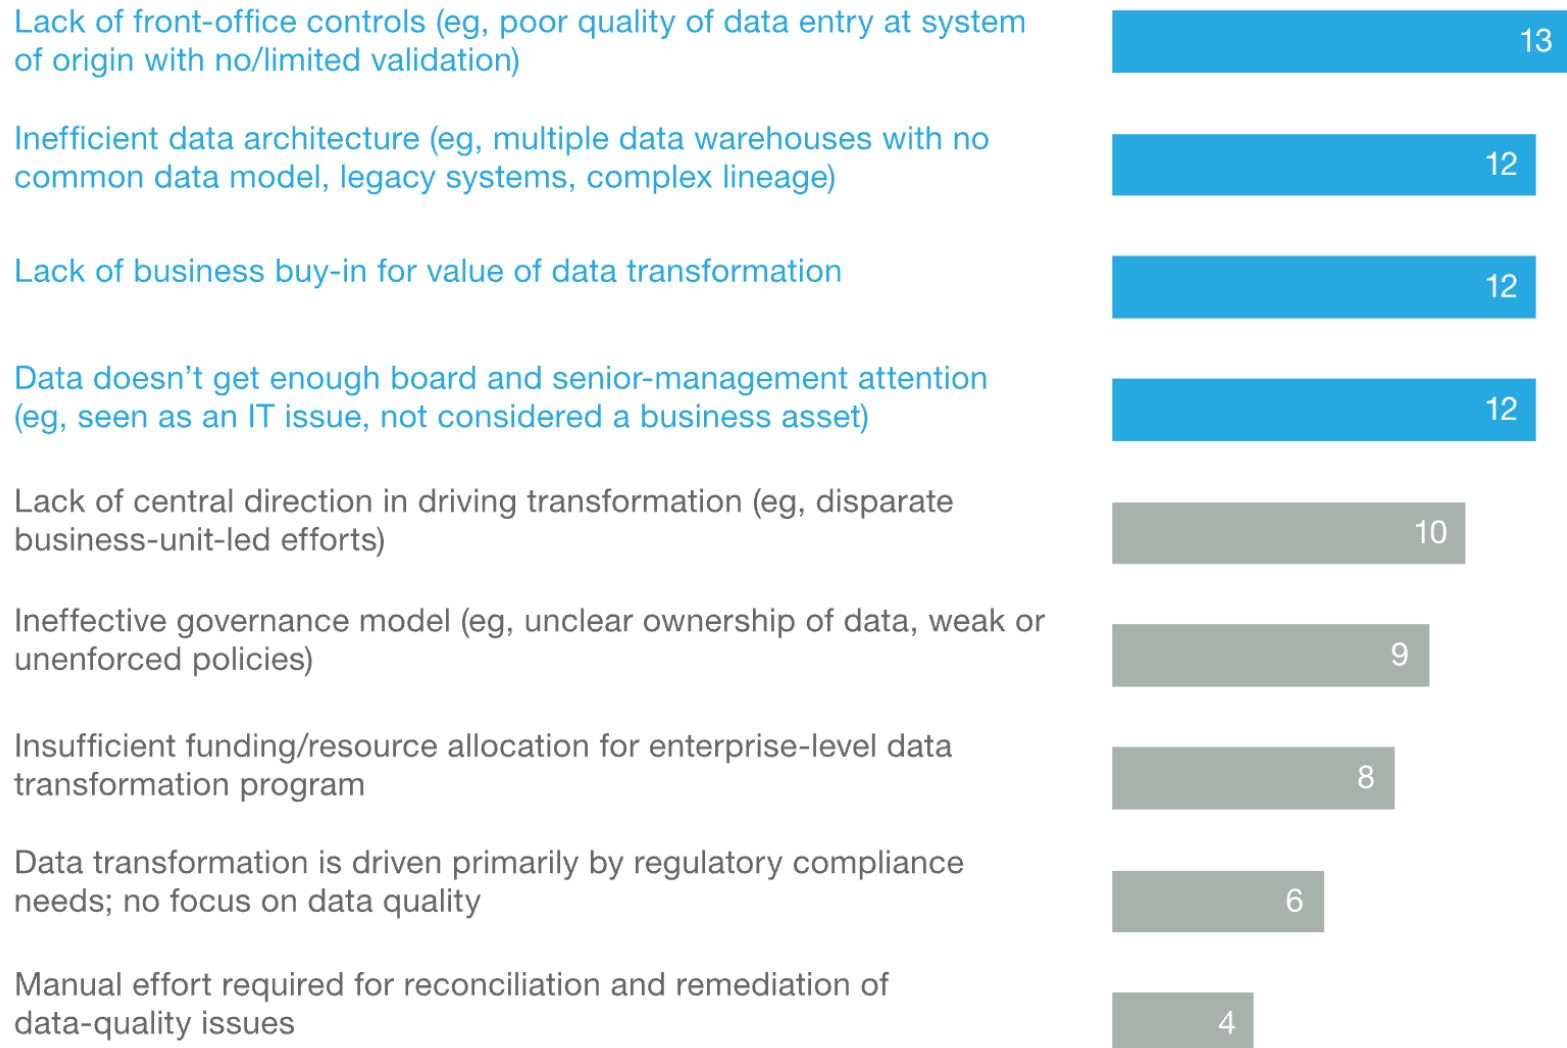 Lack of front-office controls (eg, poor quality of data entry at system
of origin with no/limited validation)
13
Inefficient data architecture (eg, multiple data warehouses with no
common data model, legacy systems, complex lineage)
12
Lack of business buy-in for value of data transformation
12
Data doesn’t get enough board and senior-management attention
(eg, seen as an IT issue, not considered a business asset)
12
Lack of central direction in driving transformation (eg, disparate
business-unit-led efforts)
10
Ineffective governance model (eg, unclear ownership of data, weak or
unenforced policies)
9
Insufficient funding/resource allocation for enterprise-level data
transformation program
8
Data transformation is driven primarily by regulatory compliance
needs; no focus on data quality
6
Manual effort required for reconciliation and remediation of
data-quality issues
4